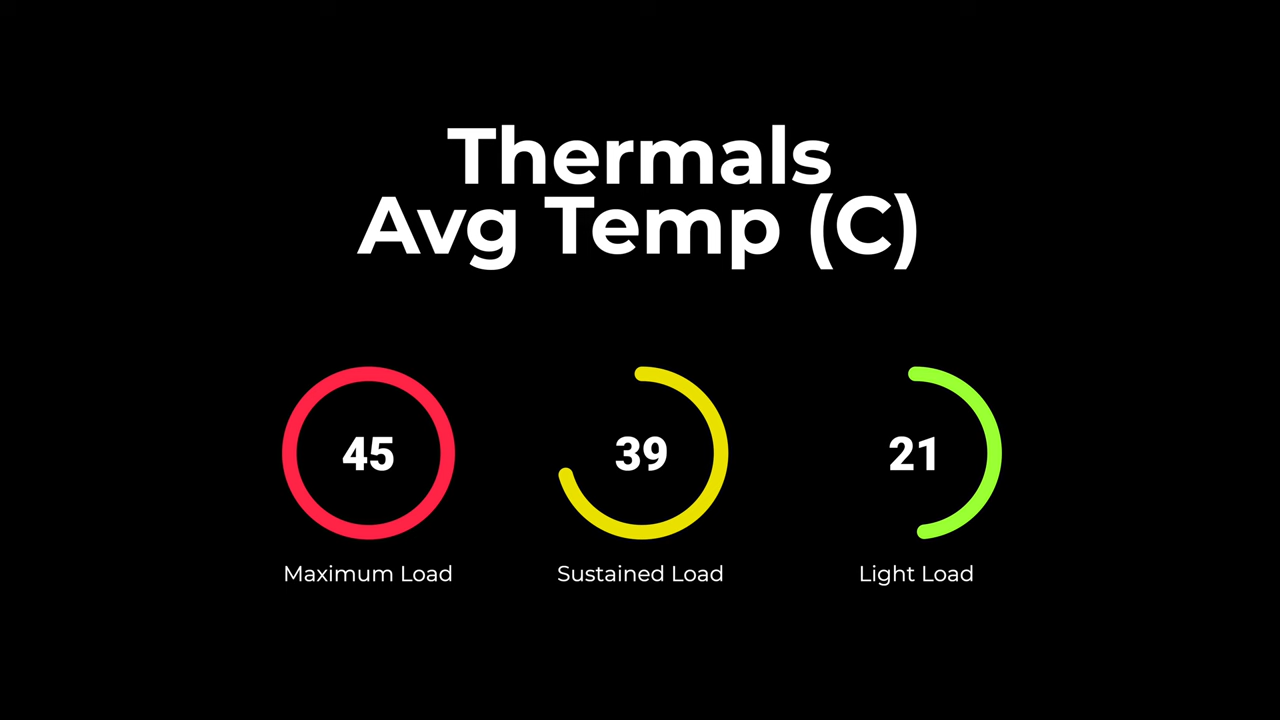 Thermals
Avg Temp (C)
45
39
21
Maximum Load
Sustained Load
Light Load